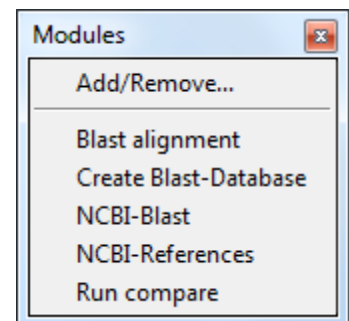 Modules
Add/Remove...
Blast alignment
Create Blast-Database
NCBI-Blast
NCBI-References
Run compare